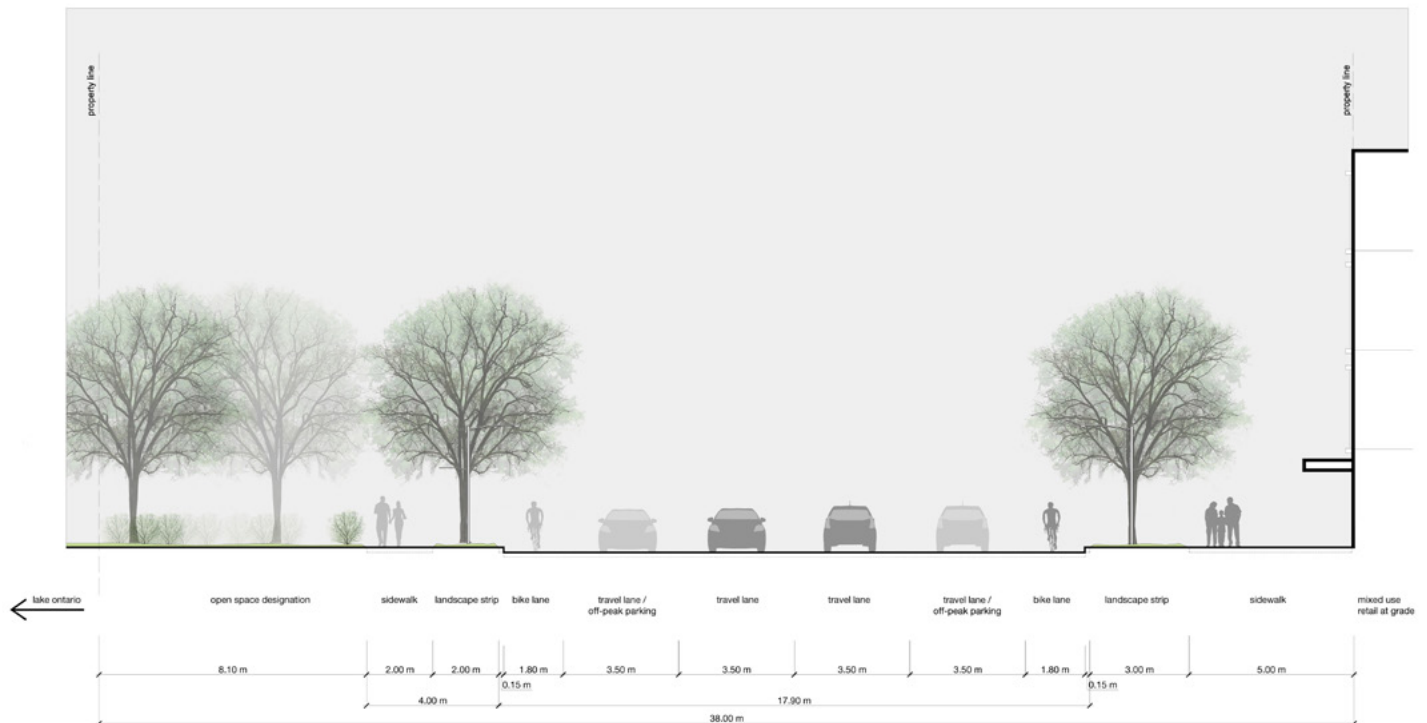 property line
property line
lake ontario
open space designation
sidewalk
landscape strip
bike lane
travel lane /
off-peak parking
travel lane
travel lane
travel lane /
off-peak parking
bike lane
landscape strip
sidewalk
mixed use
retail at grade
8.10 m
2.00 m
2.00 m
1.80 m
3.50 m
3.50 m
3.50 m
3.50 m
1.80 m
3.00 m
5.00 m
0.15 m
0.15 m
4.00 m
17.90 m
38.00 m